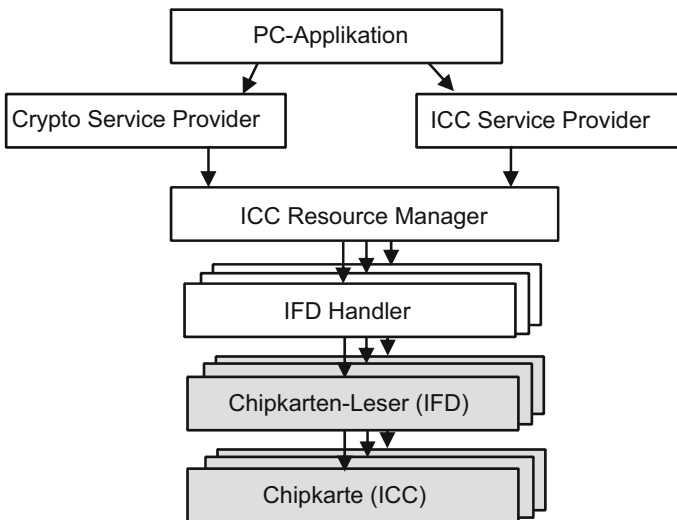 PC-Applikation
Crypto Service Provider
ICC Service Provider
ICC Resource Manager
IFD Handler
Chipkarten-Leser (IFD)
Chipkarte (ICC)